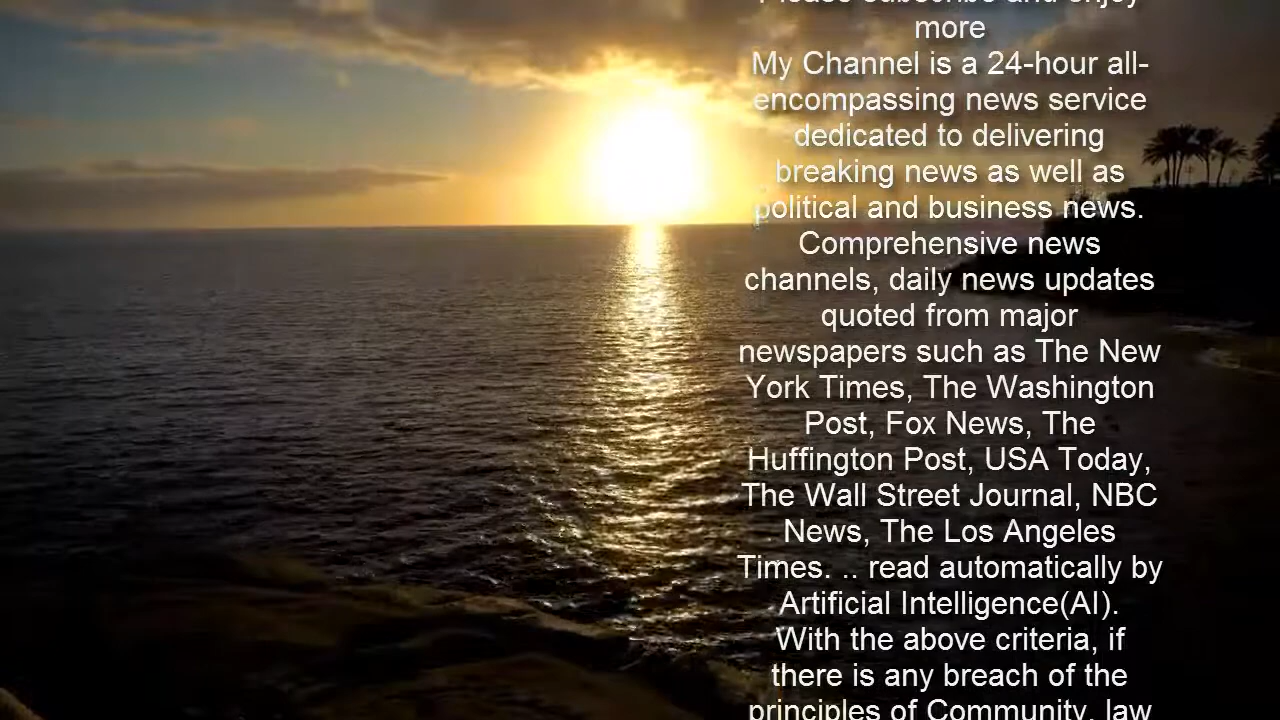 Please subscribe and enjoy
more
My Channel is a 24-hour all-
encompassing news service
dedicated to delivering
breaking news as well as
political and business news.
Comprehensive news
channels, daily news updates
quoted from major
newspapers such as The New
York Times, The Washington
Post, Fox News, The
Huffington Post, USA Today,
The Wall Street Journal, NBC
News, The Los Angeles
Times. .. read automatically by
Artificial Intelligence(AI).
With the above criteria, if
there is any breach of the
principles of Community, law